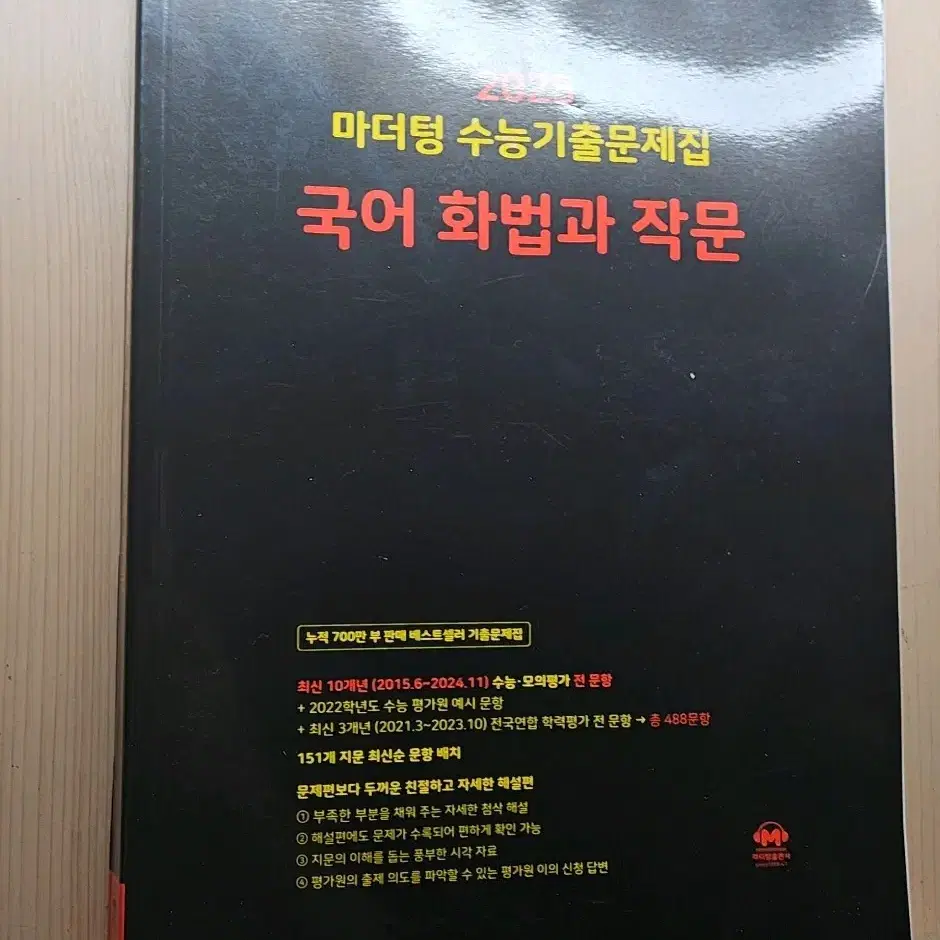 2025
마더텅 수능기출문제집
국어 화법과 작문
누적 700만 부 판매 베스트셀러 기출문제집
최신 10개년 (2015.6~2024.11) 수능·모의평가 전 문항
+ 2022학년도 수능 평가원 예시 문항
+ 최신 3개년 (2021.3~2023.10) 전국연합 학력평가 전 문항 → 총 488문항
151개 지문 최신순 문항 배치
문제편보다 두꺼운 친절하고 자세한 해설편
① 부족한 부분을 채워 주는 자세한 첨삭 해설
② 해설편에도 문제가 수록되어 편하게 확인 가능
③ 지문의 이해를 돕는 풍부한 시각 자료
④ 평가원의 출제 의도를 파악할 수 있는 평가원 이의 신청 답변
M